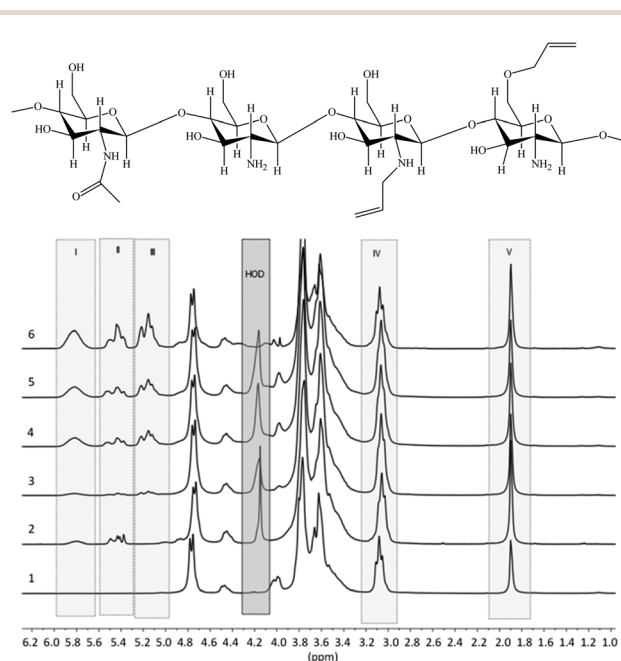 OH OH OH O
H H H H
O H O O H O O H O O H O O
HO HO HO HO
H H H H
NH H NH2 H NH H NH2 H
O
I II III HOD IV V
6
5
4
3
2
1
6.2 6.0 5.8 5.6 5.4 5.2 5.0 4.8 4.6 4.4 4.2 4.0 3.8 3.6 3.4 3.2 3.0 2.8 2.6 2.4 2.2 2.0 1.8 1.6 1.4 1.2 1.0
(ppm)